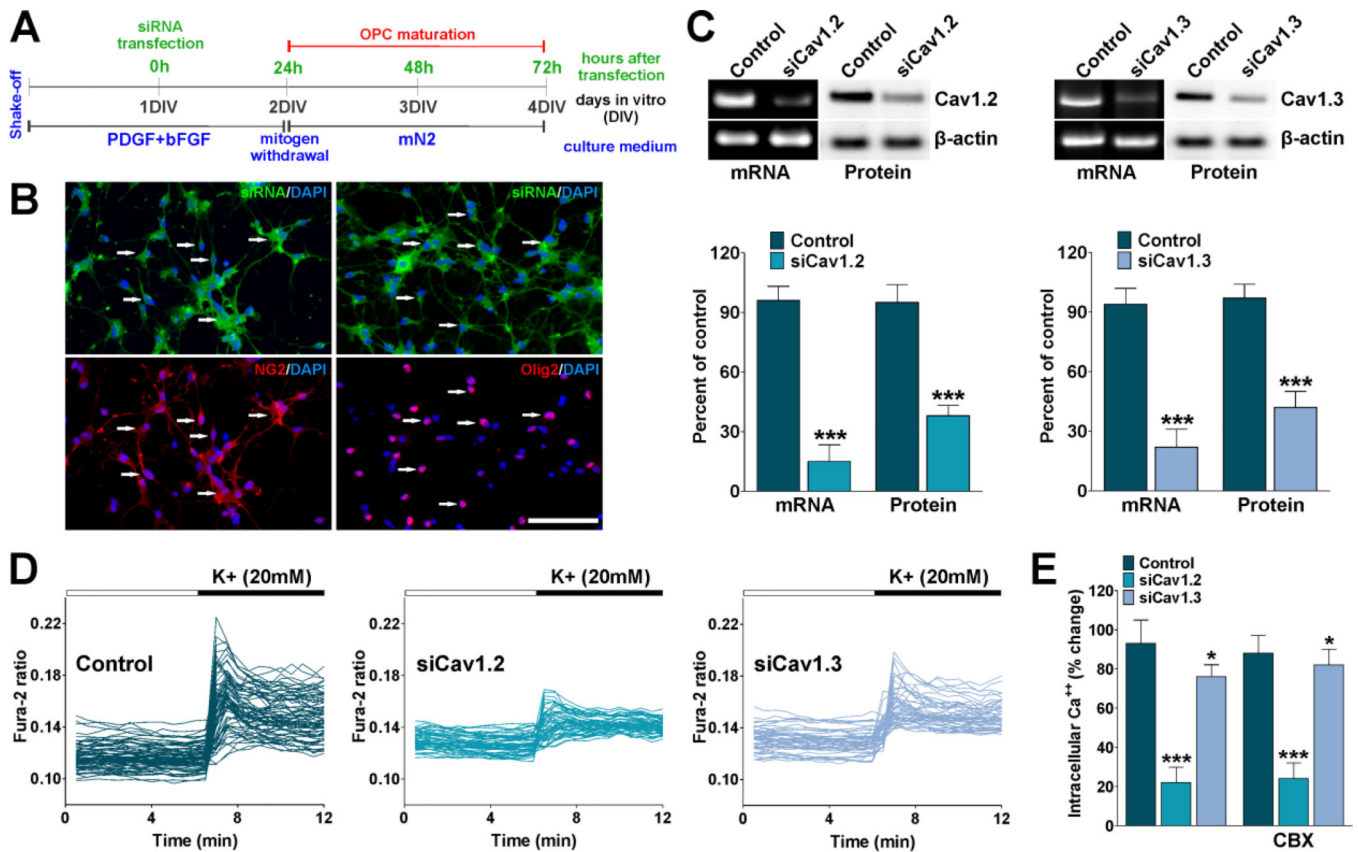 A
siRNA
transfection
OPC maturation
0h 24h 48h 72h
hours after
transfection
Shake-off
1DIV 2DIV 3DIV 4DIV
days in vitro
(DIV)
PDGF+bFGF
mitogen
withdrawal
mN2
culture medium
B
siRNA/DAPI
siRNA/DAPI
NG2/DAPI
Olig2/DAPI
C
Control siCav1.2 Control siCav1.2
Cav1.2
β-actin
mRNA Protein
Control siCav1.3 Control siCav1.3
Cav1.3
β-actin
mRNA Protein
Percent of control
120
90
60
30
0
Control
siCav1.2
***
***
mRNA Protein
Percent of control
120
90
60
30
0
Control
siCav1.3
***
***
mRNA Protein
D
K+ (20mM)
Fura-2 ratio
0.22
0.18
0.14
0.10
Control
0 4 8 12
Time (min)
K+ (20mM)
Fura-2 ratio
0.22
0.18
0.14
0.10
siCav1.2
0 4 8 12
Time (min)
K+ (20mM)
Fura-2 ratio
0.22
0.18
0.14
0.10
siCav1.3
0 4 8 12
Time (min)
E
Control
siCav1.2
siCav1.3
Intracellular Ca++ (% change)
120
100
80
60
40
20
0
***
*
***
*
CBX